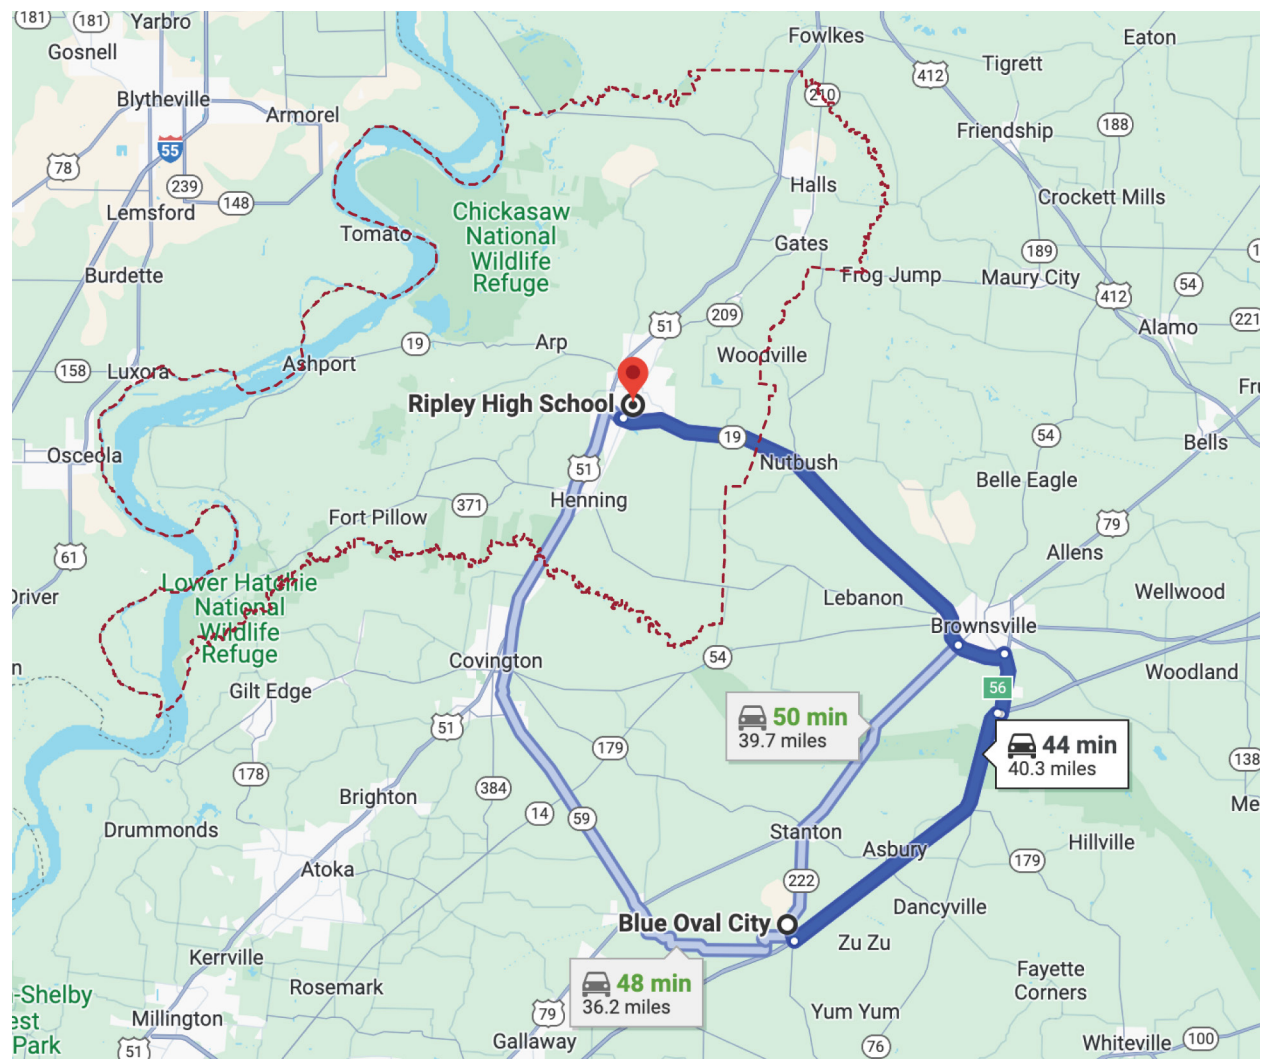 181
181
Yarbro
Fowlkes
Eaton
Gosnell
Tigrett
412
Blytheville
210
Armorel
188
Friendship
55
78
239
148
Halls
Crockett Mills
Lemsford
Chickasaw
National
Wildlife
Refuge
Tomato
Gates
189
Burdette
Frog Jump
Maury City
54
412
209
51
221
Alamo
19
Arp
Woodville
158
Luxora
Ashport
Ripley High School
19
54
Bells
Osceola
Nutbush
51
Belle Eagle
Henning
371
Fort Pillow
79
61
Allens
Lower Hatchie
National
Wildlife
Refuge
Driver
Lebanon
Wellwood
Brownsville
54
Covington
Woodland
56
Gilt Edge
50 min
39.7 miles
51
179
44 min
40.3 miles
138
178
384
Brighton
14
59
Drummonds
Stanton
Asbury
Hillville
179
Atoka
222
Dancyville
Blue Oval City
Zu Zu
Kerrville
48 min
36.2 miles
Fayette
Corners
Rosemark
-Shelby
est
Park
79
Yum Yum
Millington
51
Gallaway
76
Whiteville
100